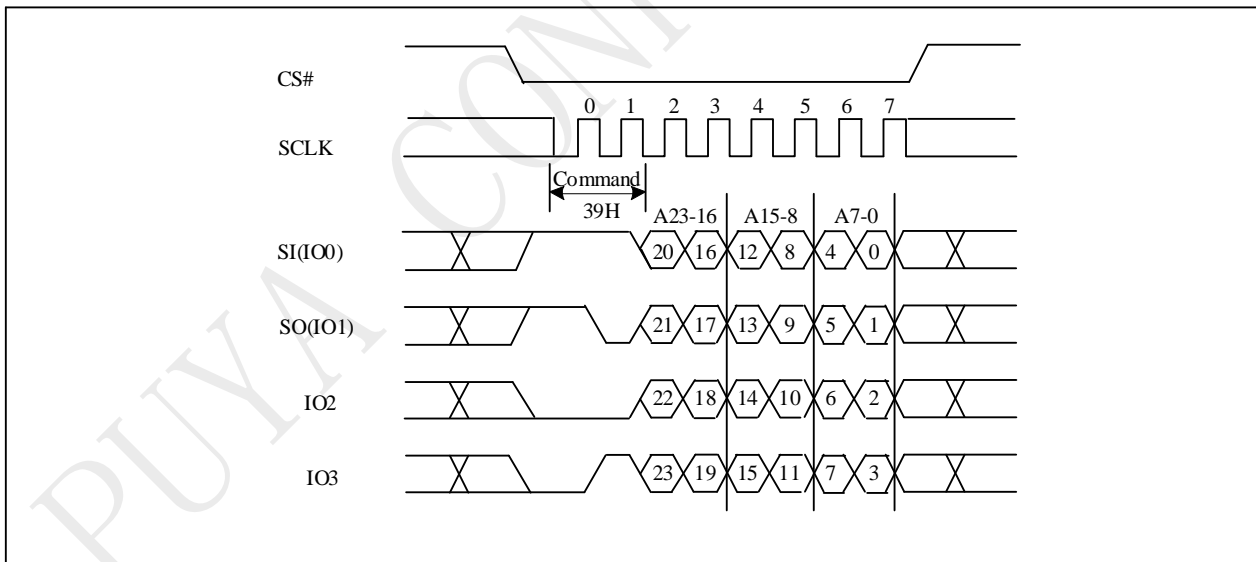 CS#
0 1 2 3 4 5 6 7
SCLK
Command
39H
A23-16 A15-8 A7-0
SI(IO0) 20 16 12 8 4 0
SO(IO1) 21 17 13 9 5 1
IO2 22 18 14 10 6 2
IO3 23 19 15 11 7 3
PUYA